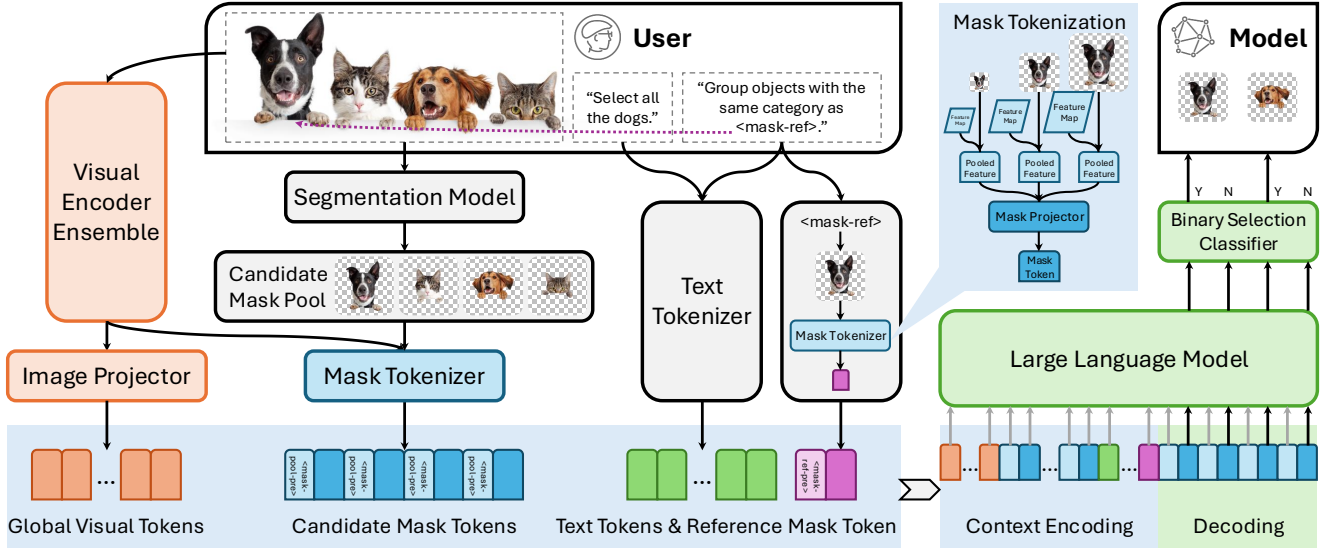 User
"Select all
the dogs."
"Group objects with the
same category as
<mask-ref>."
Visual
Encoder
Ensemble
Segmentation Model
Candidate
Mask Pool
Image Projector
Mask Tokenizer
Text
Tokenizer
<mask-ref>
Mask Tokenizer
<mask-
pool-pre>
<mask-
pool-pre>
<mask-
pool-pre>
<mask-
pool-pre>
<mask-
ref-pre>
...
...
Global Visual Tokens
Candidate Mask Tokens
Text Tokens & Reference Mask Token
Mask Tokenization
Feature
Map
Feature
Map
Feature
Map
Pooled
Feature
Pooled
Feature
Pooled
Feature
Mask Projector
Mask
Token
Model
Y N Y N
Binary Selection
Classifier
Large Language Model
...
...
...
Context Encoding
Decoding